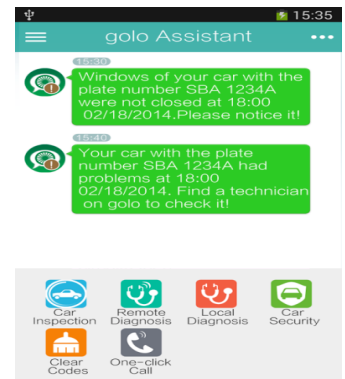 15:35
golo Assistant
15:30
Windows of your car with the
plate number SBA 1234A
were not closed at 18:00
02/18/2014.Please notice it!
15:40
Your car with the plate
number SBA 1234A had
problems at 18:00
02/18/2014. Find a technician
on golo to check it!
Car
Inspection
Remote
Diagnosis
Local
Diagnosis
Car
Security
Clear
Codes
One-click
Call